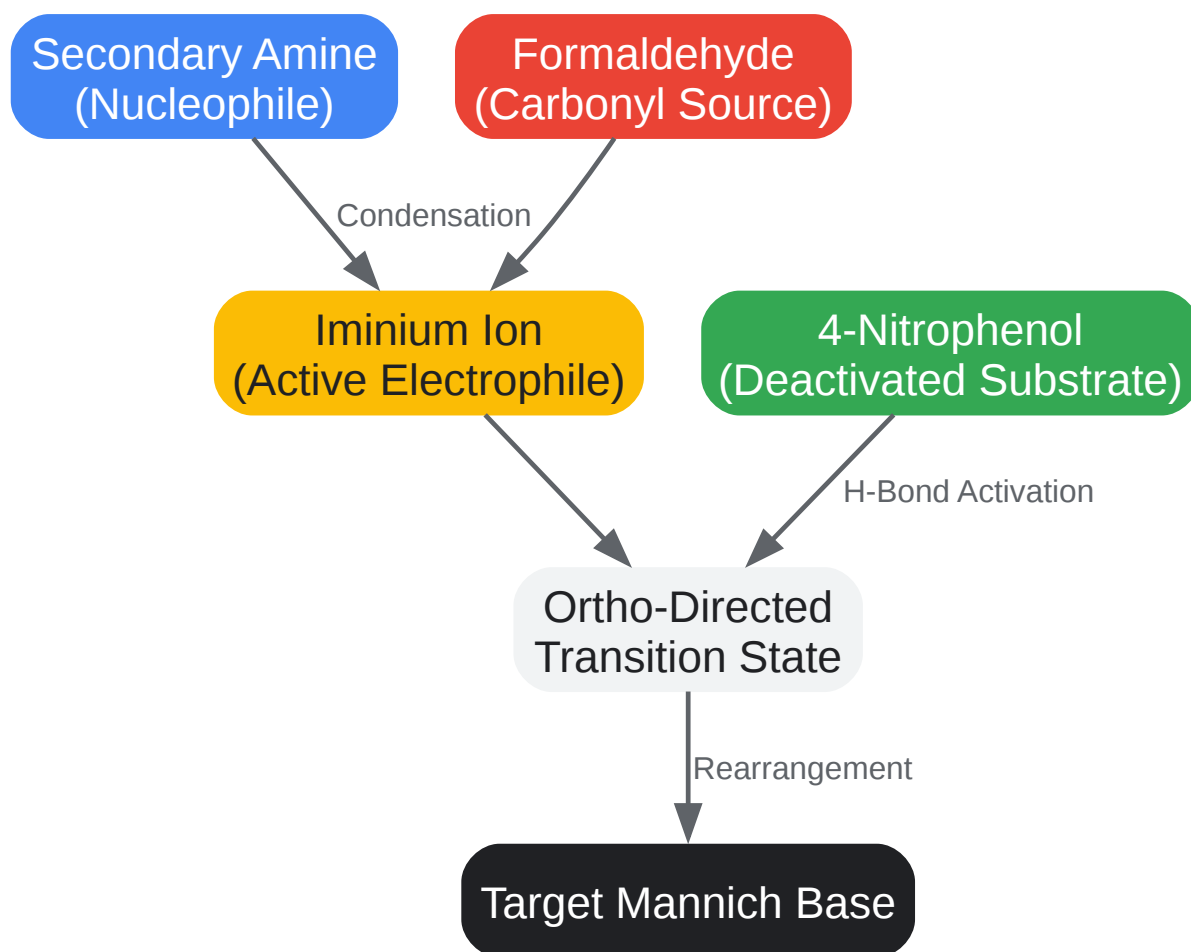 Secondary Amine
(Nucleophile)
Formaldehyde
(Carbonyl Source)
Condensation
Iminium Ion
(Active Electrophile)
4-Nitrophenol
(Deactivated Substrate)
H-Bond Activation
Ortho-Directed
Transition State
Rearrangement
Target Mannich Base